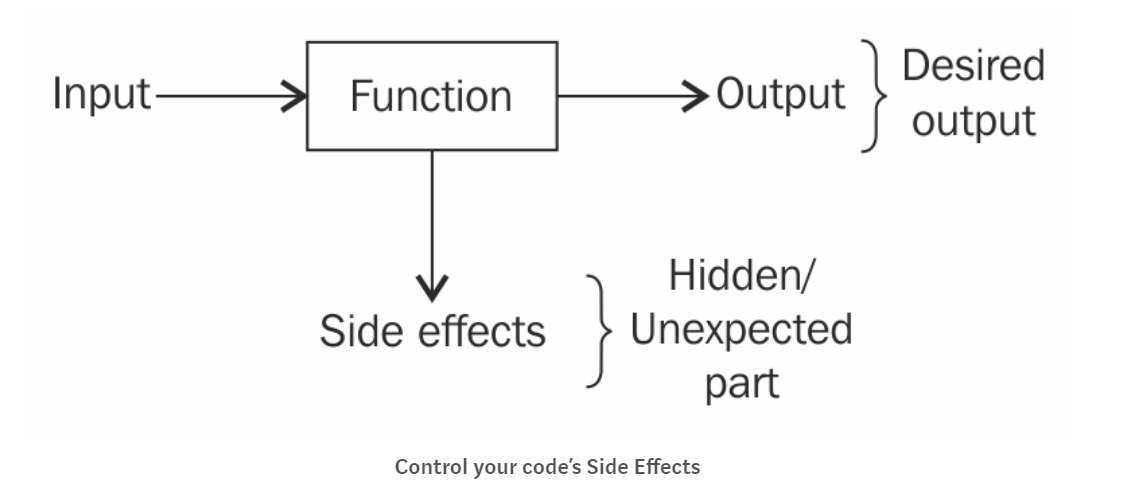 Input
Function
Output
Desired
output
Side effects
Hidden/
Unexpected
part
Control your code’s Side Effects